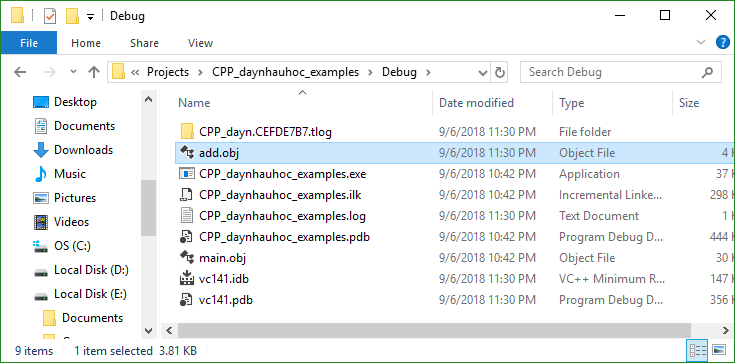 Debug
File Home Share View
Projects CPP_daynhauhoc_examples Debug Search Debug
Name Date modified Type Size
Desktop
Documents
Downloads
Music
Pictures
Videos
OS (C:)
Local Disk (D:)
Local Disk (E:)
Documents
CPP_dayn.CEFDE7B7.tlog 9/6/2018 11:30 PM File folder
add.obj 9/6/2018 11:30 PM Object File 4
CPP_daynhauhoc_examples.exe 9/6/2018 10:42 PM Application 37
CPP_daynhauhoc_examples.ilk 9/6/2018 10:42 PM Incremental Linke... 298
CPP_daynhauhoc_examples.log 9/6/2018 11:30 PM Text Document 1
CPP_daynhauhoc_examples.pdb 9/6/2018 10:42 PM Program Debug D... 444
main.obj 9/6/2018 10:42 PM Object File 30
vc141.idb 9/6/2018 11:30 PM VC++ Minimum R... 147
vc141.pdb 9/6/2018 11:30 PM Program Debug D... 356
9 items 1 item selected 3.81 KB